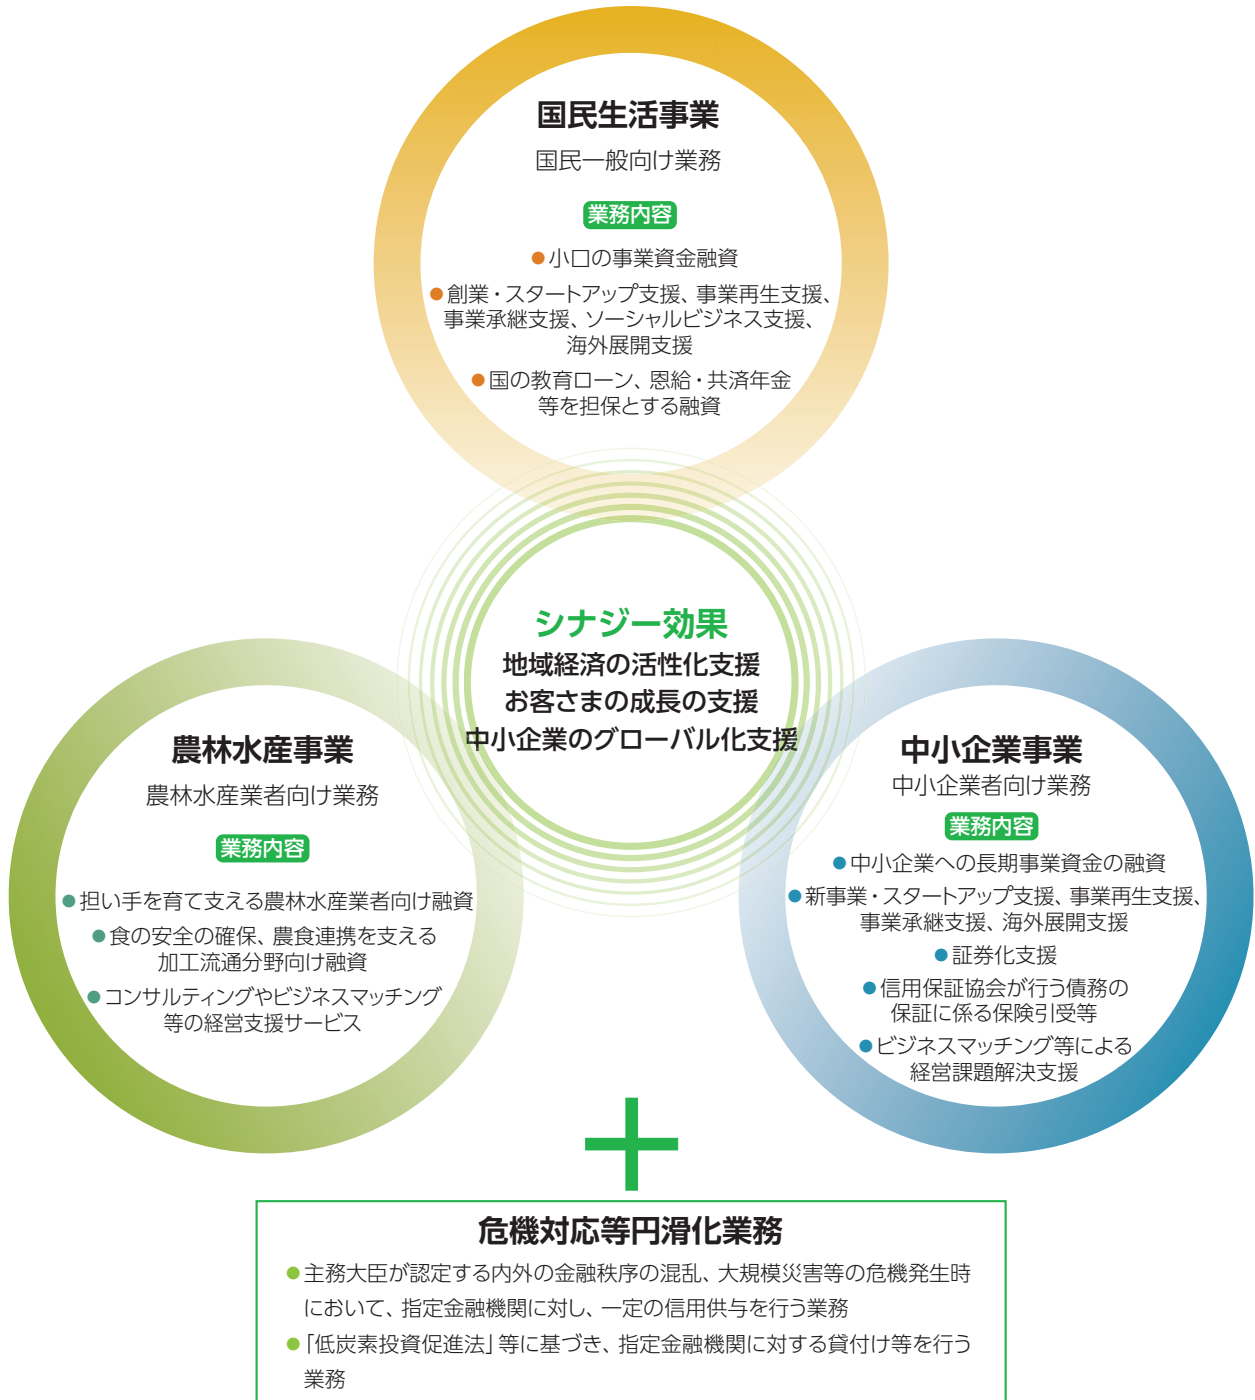 国民生活事業
国民一般向け業務
業務内容
●小口の事業資金融資
●創業・スタートアップ支援、事業再生支援、
事業承継支援、ソーシャルビジネス支援、
海外展開支援
●国の教育ローン、恩給・共済年金
等を担保とする融資
シナジー効果
地域経済の活性化支援
お客さまの成長の支援
中小企業のグローバル化支援
農林水産事業
農林水産業者向け業務
業務内容
●担い手を育て支える農林水産業者向け融資
●食の安全の確保、農食連携を支える
加工流通分野向け融資
●コンサルティングやビジネスマッチング
等の経営支援サービス
中小企業事業
中小企業者向け業務
業務内容
●中小企業への長期事業資金の融資
●新事業・スタートアップ支援、事業再生支援、
事業承継支援、海外展開支援
●証券化支援
●信用保証協会が行う債務の
保証に係る保険引受等
●ビジネスマッチング等による
経営課題解決支援
危機対応等円滑化業務
●主務大臣が認定する内外の金融秩序の混乱、大規模災害等の危機発生時
において、指定金融機関に対し、一定の信用供与を行う業務
●「低炭素投資促進法」等に基づき、指定金融機関に対する貸付け等を行う
業務